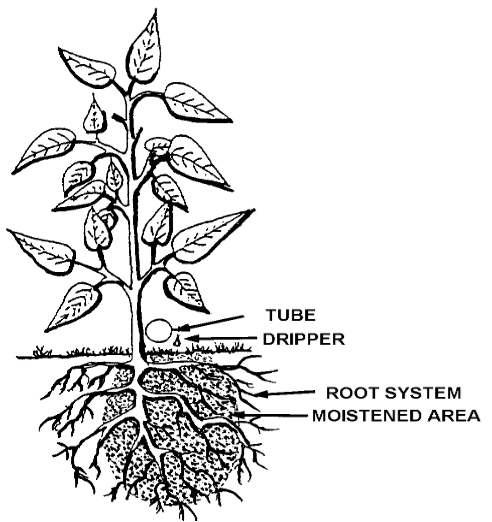 TUBE
DRIPPER
ROOT SYSTEM
MOISTENED AREA